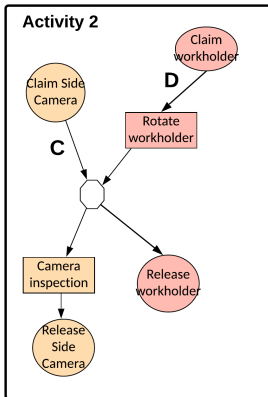 Activity 2
Claim
workholder
Claim Side
Camera
D
Rotate
workholder
C
Camera
inspection
Release
workholder
Release
Side
Camera